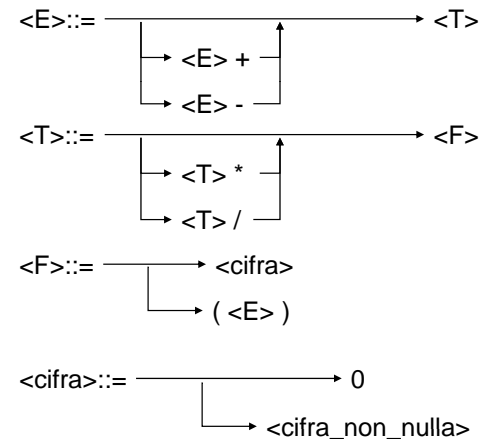 <E>::= <T>
<E> +
<E> -
<T>::= <F>
<T> *
<T> /
<F>::= <cifra>
( <E> )
<cifra>::= 0
<cifra_non_nulla>